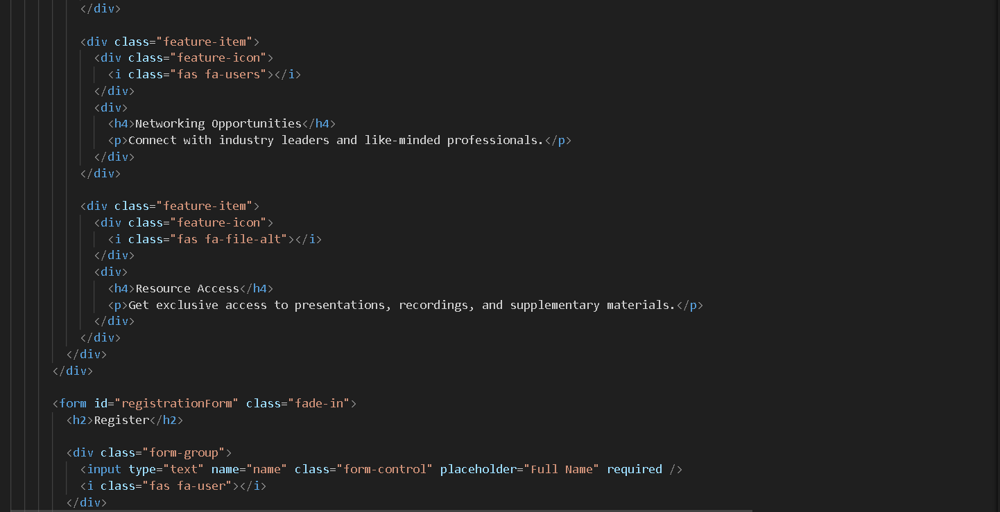 </div>
<div class="feature-item">
<div class="feature-icon">
<i class="fas fa-users"></i>
</div>
<div>
<h4>Networking Opportunities</h4>
<p>Connect with industry leaders and like-minded professionals.</p>
</div>
</div>
<div class="feature-item">
<div class="feature-icon">
<i class="fas fa-file-alt"></i>
</div>
<div>
<h4>Resource Access</h4>
<p>Get exclusive access to presentations, recordings, and supplementary materials.</p>
</div>
</div>
</div>
</div>
<form id="registrationForm" class="fade-in">
<h2>Register</h2>
<div class="form-group">
<input type="text" name="name" class="form-control" placeholder="Full Name" required />
<i class="fas fa-user"></i>
</div>